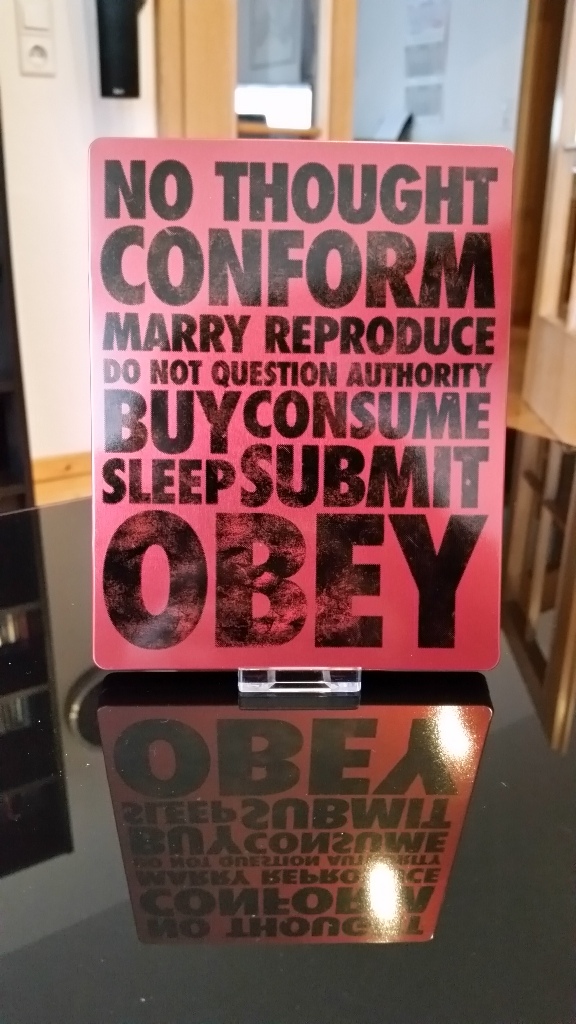 NO THOUGHT
CONFORM
MARRY REPRODUCE
DO NOT QUESTION AUTHORITY
BUY CONSUME
SLEEP SUBMIT
OBEY